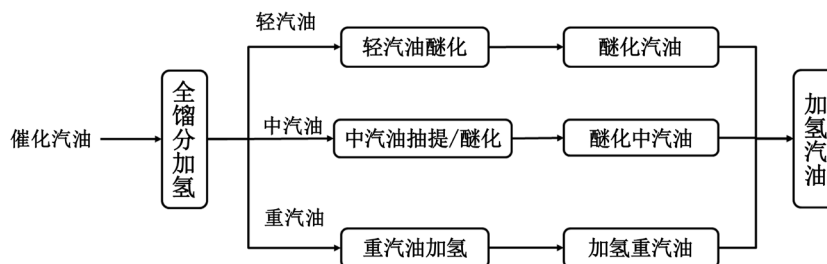 催化汽油
全馏分加氢
轻汽油
轻汽油醚化
醚化汽油
中汽油
中汽油抽提/醚化
醚化中汽油
重汽油
重汽油加氢
加氢重汽油
加氢汽油